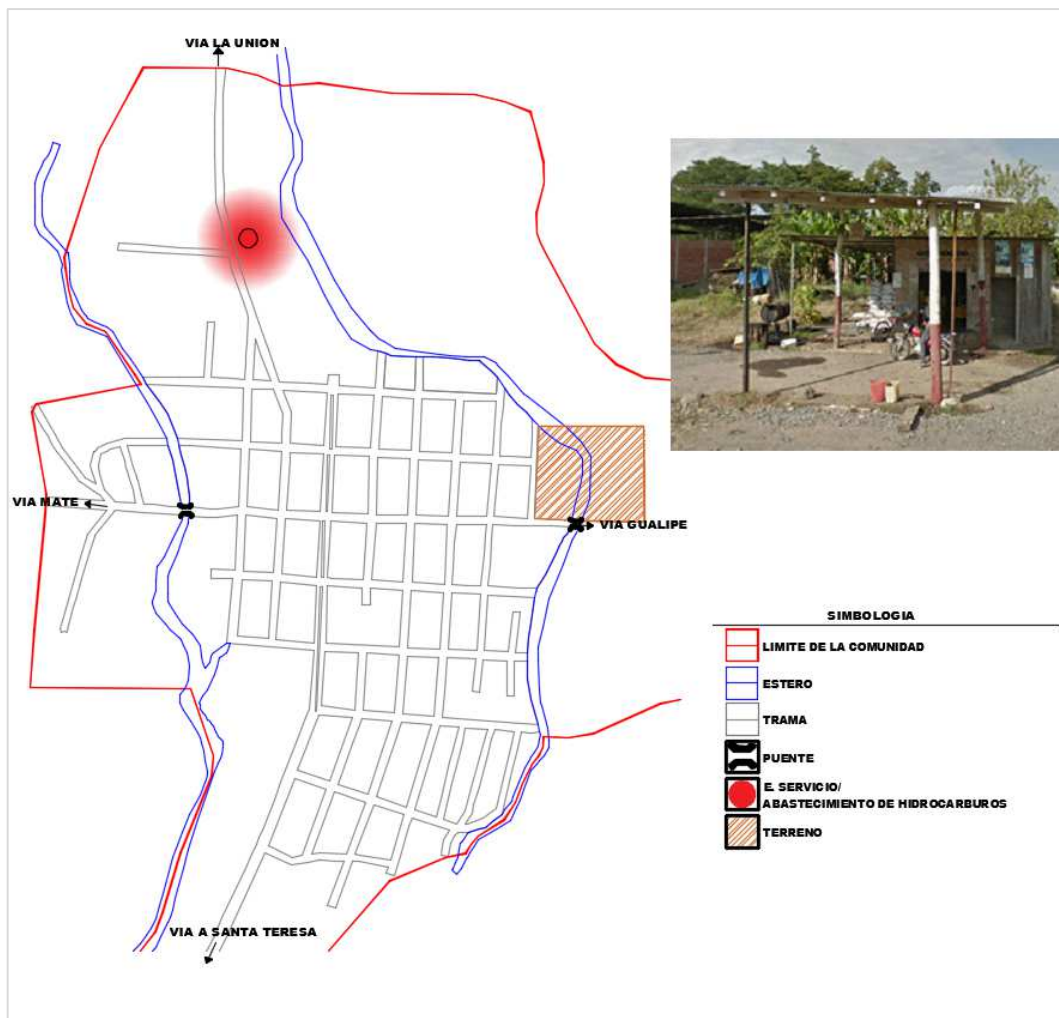 VIA LA UNION
VIA MATE
VIA GUALIPE
VIA A SANTA TERESA
SIMBOLOGIA
LIMITE DE LA COMUNIDAD
ESTERO
TRAMA
PUENTE
E. SERVICIO/
ABASTECIMIENTO DE HIDROCARBUROS
TERRENO